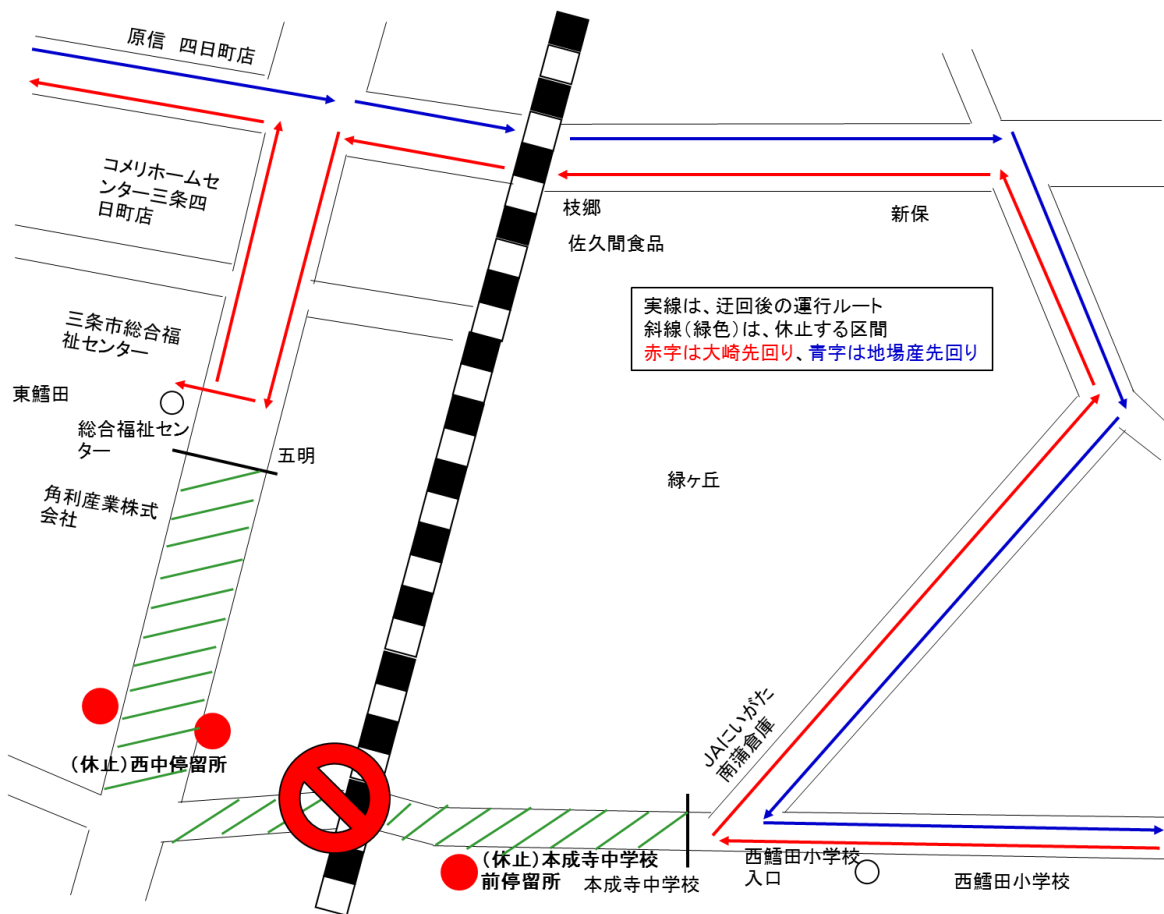 原信　四日町店
コメリホームセ
ンター三条四
日町店
枝郷
佐久間食品
新保
実線は、迂回後の運行ルート
斜線（緑色）は、休止する区間
赤字は大崎先回り、青字は地場産先回り
三条市総合福
祉センター
東鱈田
総合福祉セン
ター
五明
角利産業株式
会社
緑ヶ丘
（休止）西中停留所
JAにいがた
南蒲倉庫
（休止）本成寺中学校
前停留所
本成寺中学校
西鱈田小学校
入口
西鱈田小学校